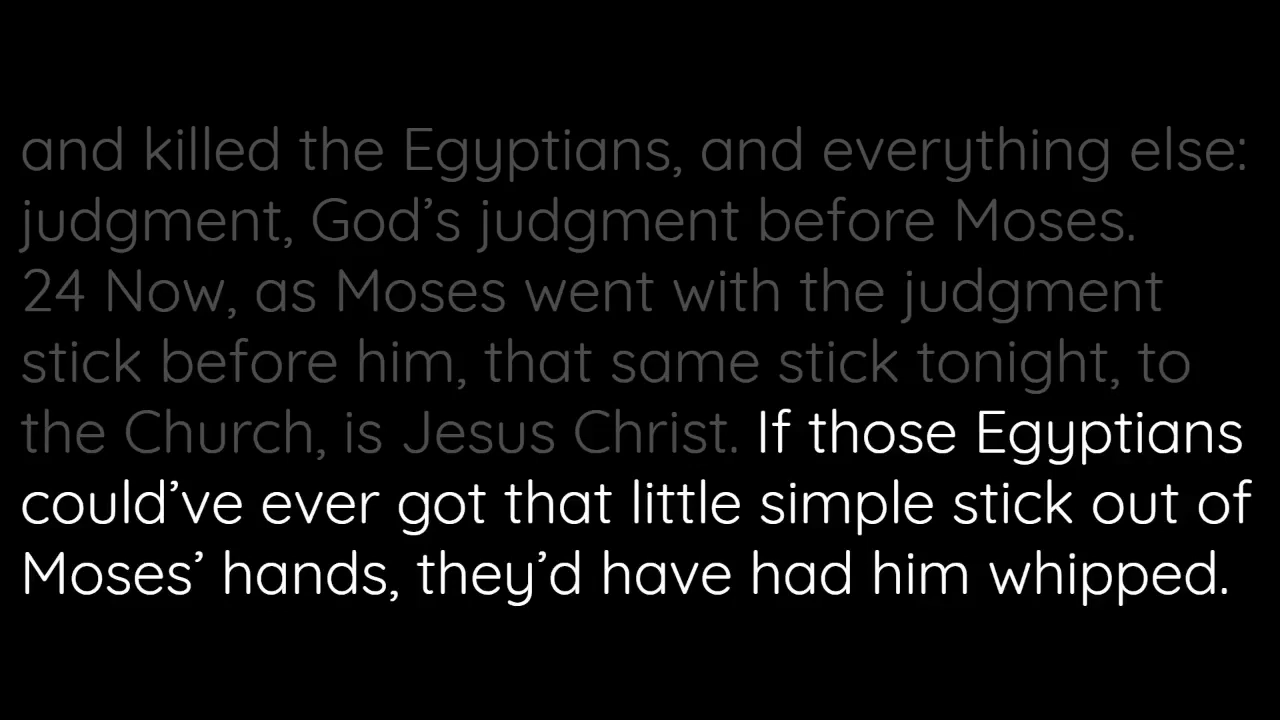 and killed the Egyptians, and everything else:
judgment, God’s judgment before Moses.
24 Now, as Moses went with the judgment
stick before him, that same stick tonight, to
the Church, is Jesus Christ. If those Egyptians
could’ve ever got that little simple stick out of
Moses’ hands, they’d have had him whipped.